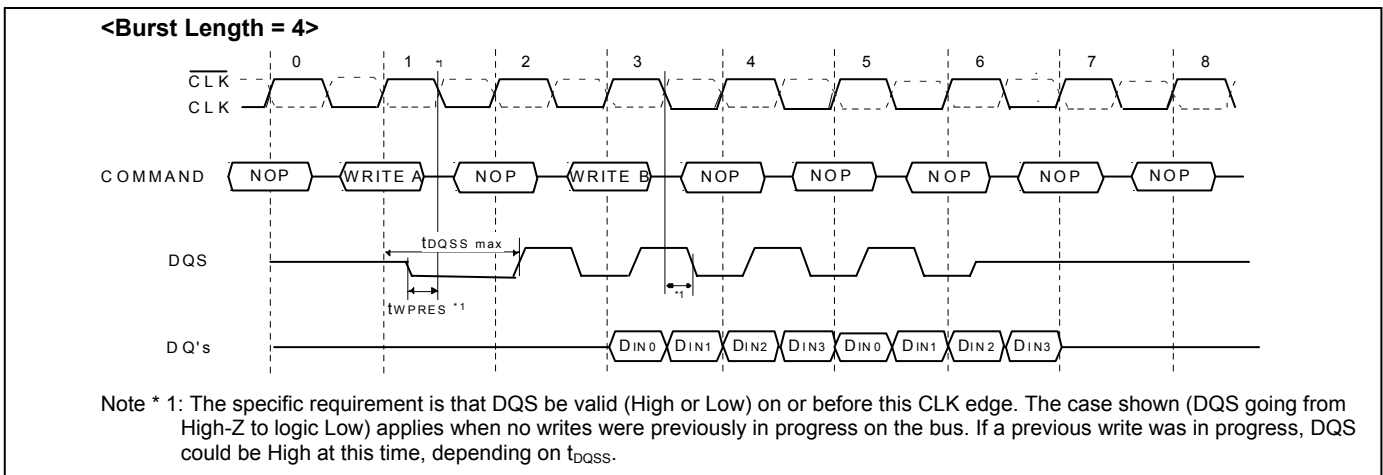 <Burst Length = 4>
0 1 *1 2 3 4 5 6 7 8
CLK
CLK
COMMAND NOP WRITE A NOP WRITE B NOP NOP NOP NOP NOP
tDQSS max
DQS
*1
tWPRES *1
DQ's DIN0 DIN1 DIN2 DIN3 DIN0 DIN1 DIN2 DIN3
Note * 1: The specific requirement is that DQS be valid (High or Low) on or before this CLK edge. The case shown (DQS going from
High-Z to logic Low) applies when no writes were previously in progress on the bus. If a previous write was in progress, DQS
could be High at this time, depending on tDQSS.